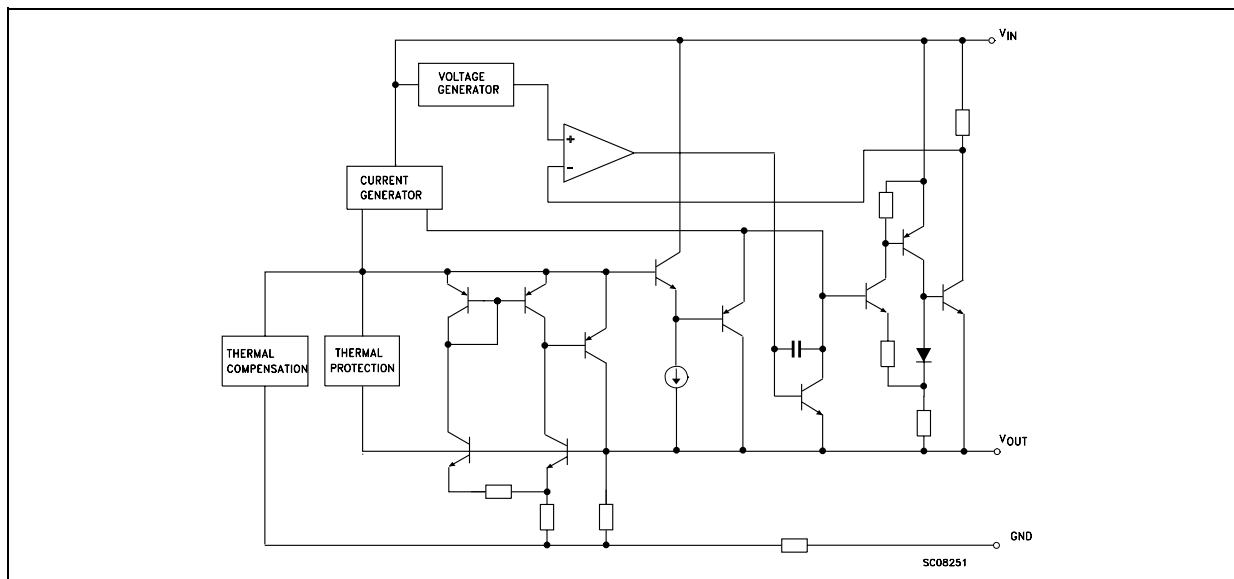 VIN
VOLTAGE
GENERATOR
+
-
CURRENT
GENERATOR
THERMAL
COMPENSATION
THERMAL
PROTECTION
VOUT
GND
SC08251